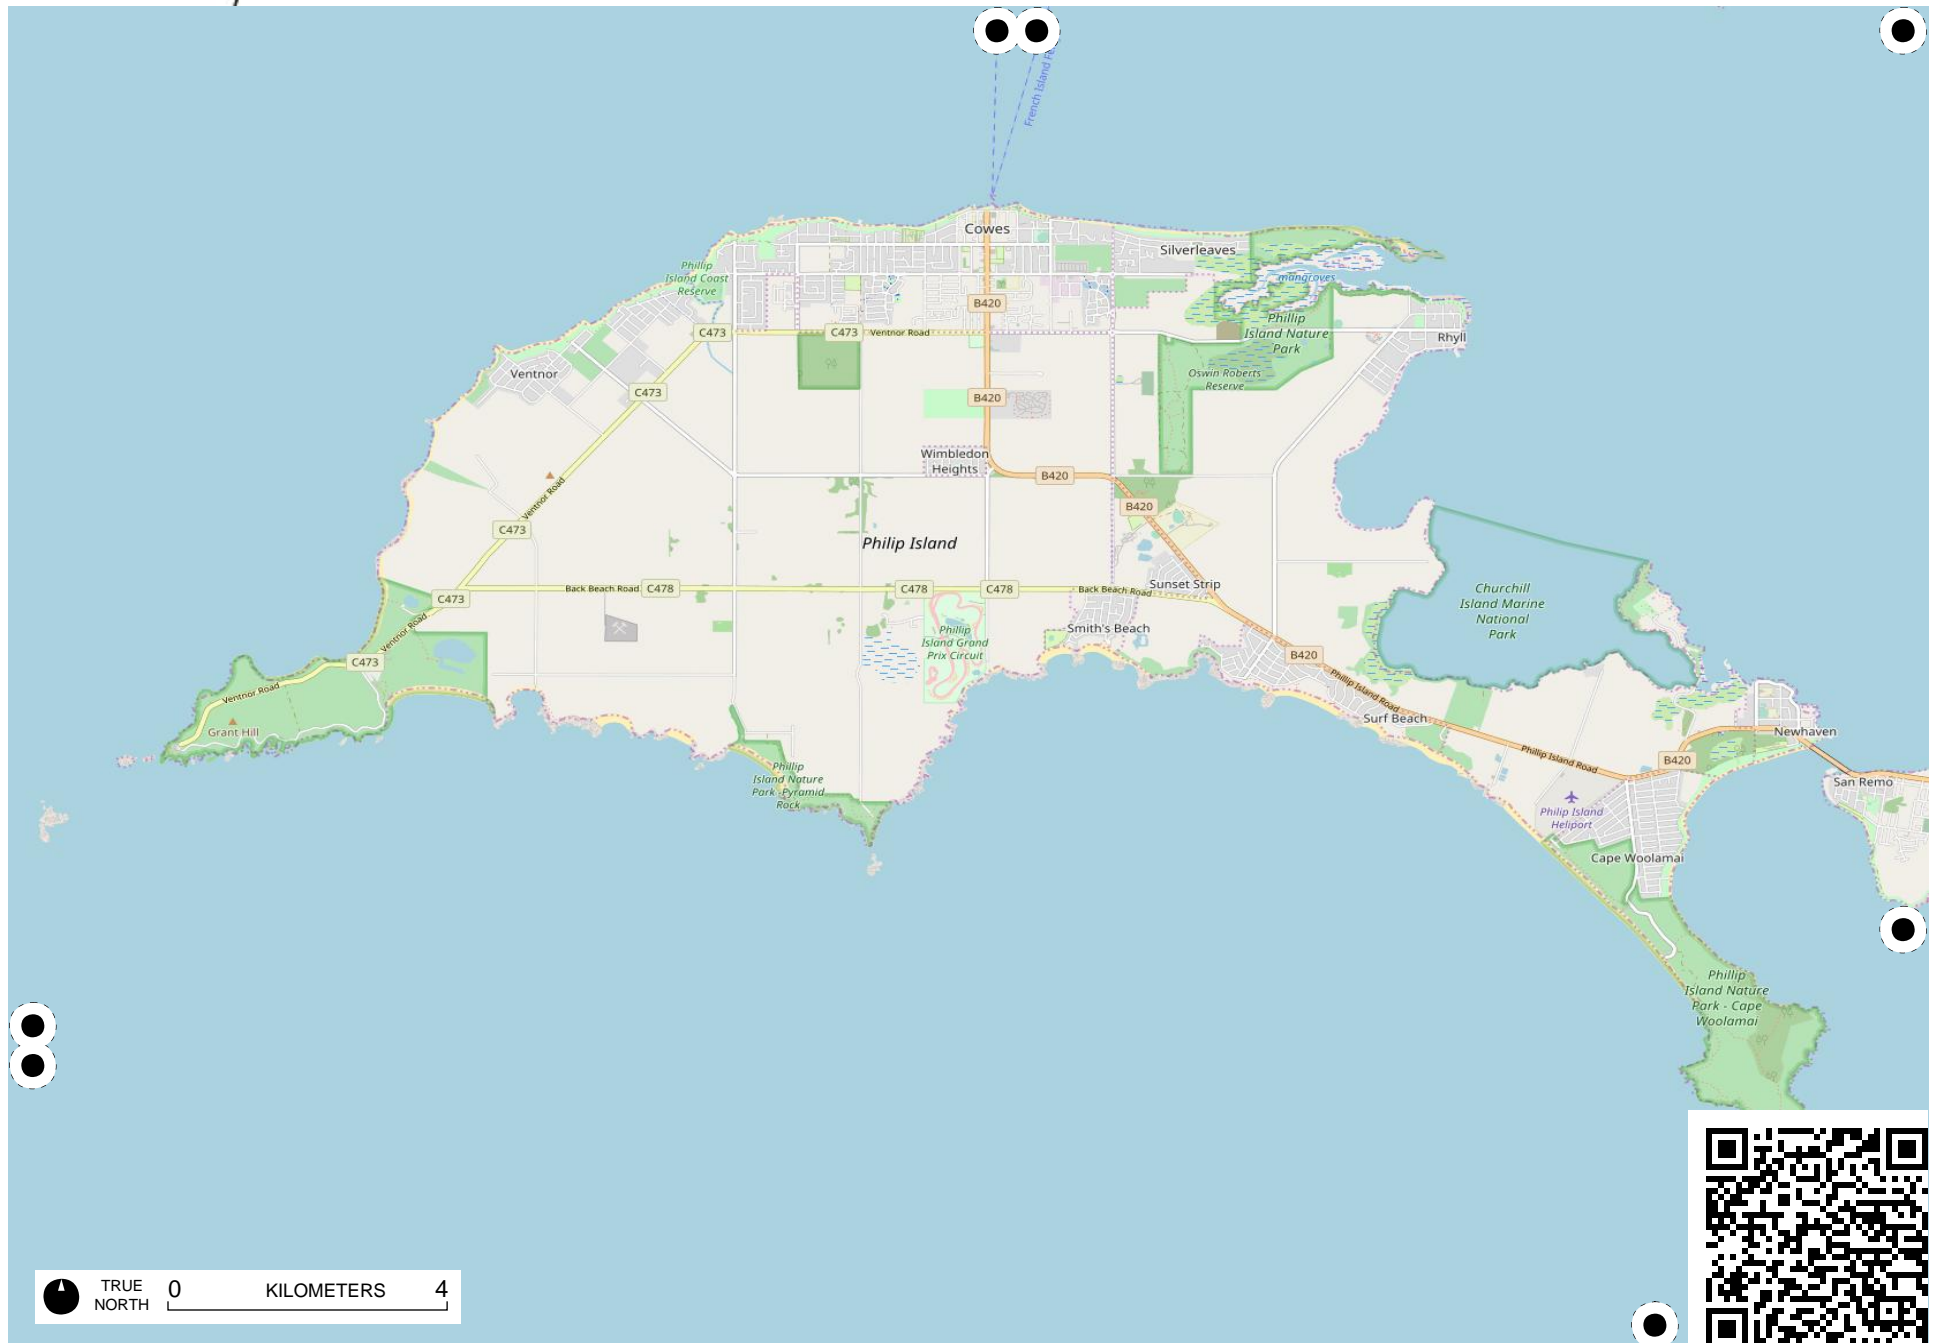 French Island Fe
Cowes
Silverleaves
Phillip
Island Coast
Reserve
mangroves
B420
C473
C473
Ventnor Road
Phillip
Island Nature
Park
Rhyll
Ventnor
Oswin Roberts
Reserve
C473
B420
Wimbledon
Heights
B420
B420
Ventnor Road
C473
Philip Island
Back Beach Road
C478
C478
C478
Back Beach Road
Sunset Strip
Churchill
Island Marine
National
Park
C473
Ventnor Road
Phillip
Island Grand
Prix Circuit
Smith's Beach
C473
B420
Ventnor Road
Phillip Island Road
Surf Beach
Grant Hill
Newhaven
Phillip Island Road
B420
Phillip
Island Nature
Park -Pyramid
Rock
San Remo
Philip Island
Heliport
Cape Woolamai
Phillip
Island Nature
Park - Cape
Woolamai
TRUE
NORTH
0 KILOMETERS 4